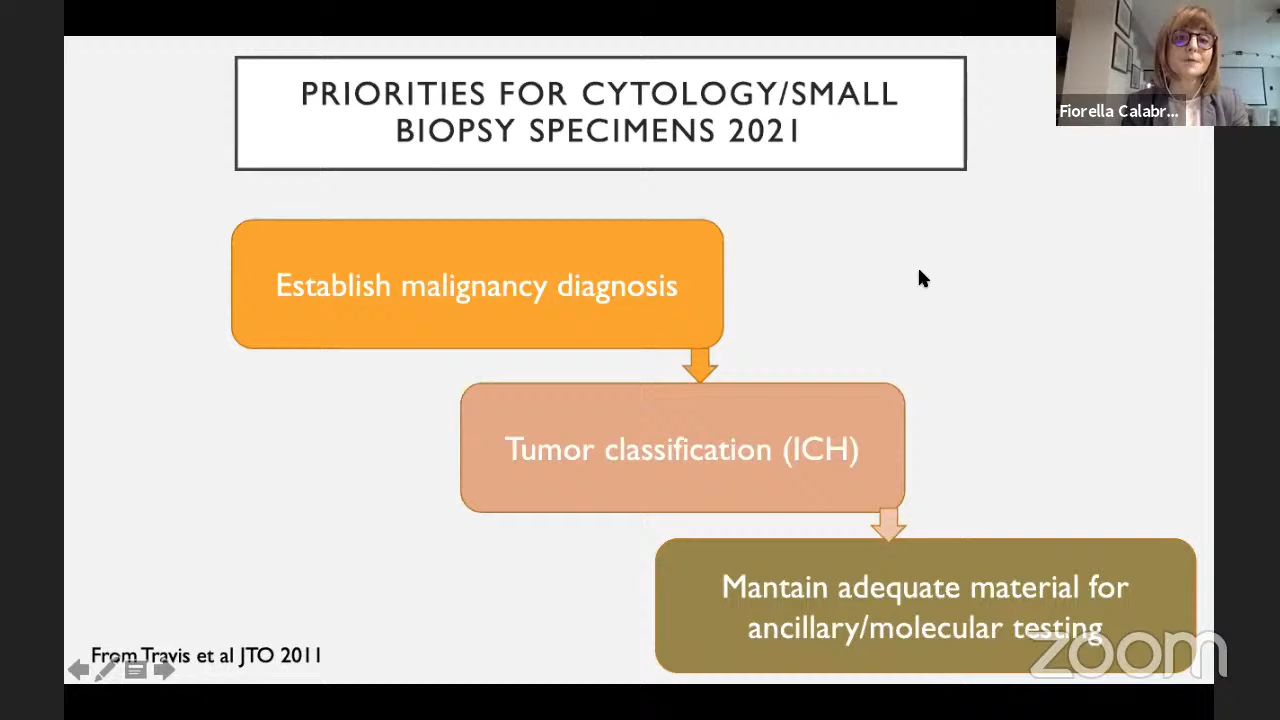 PRIORITIES FOR CYTOLOGY/SMALL
BIOPSY SPECIMENS 2021
Fiorella Calabr...
Establish malignancy diagnosis
Tumor classification (ICH)
Mantain adequate material for
ancillary/molecular testing
From Travis et al JTO 2011
zoom